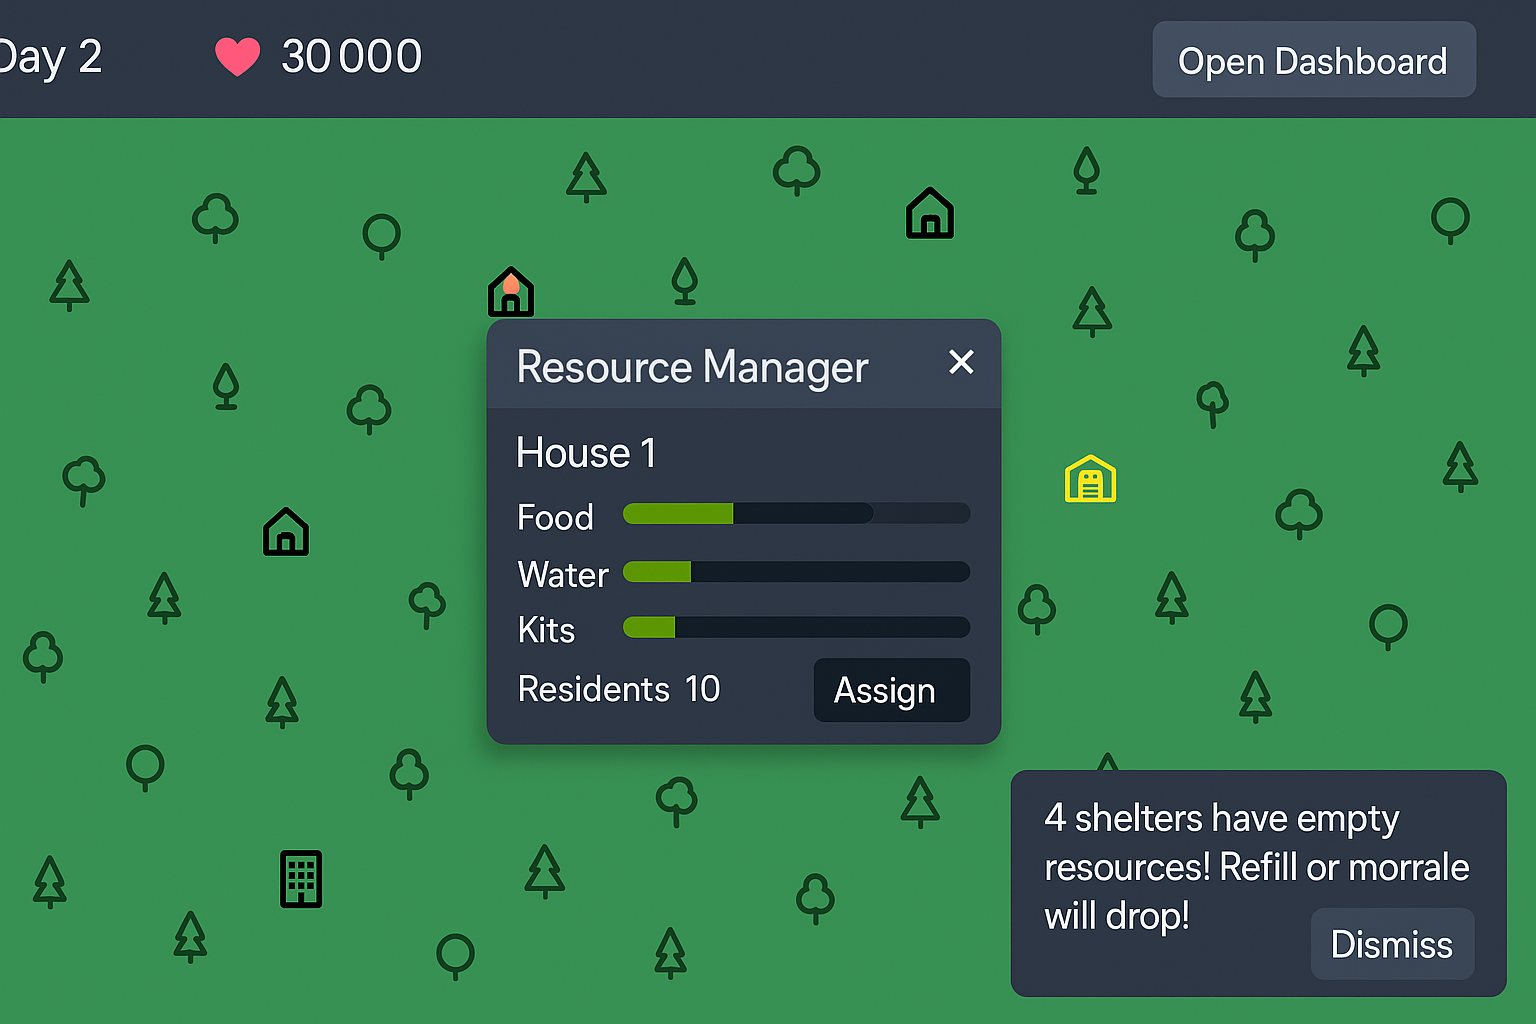 Day 2
30 000
Open Dashboard
Resource Manager
House 1
Food
Water
Kits
Residents 10
Assign
4 shelters have empty
resources! Refill or morrale
will drop!
Dismiss